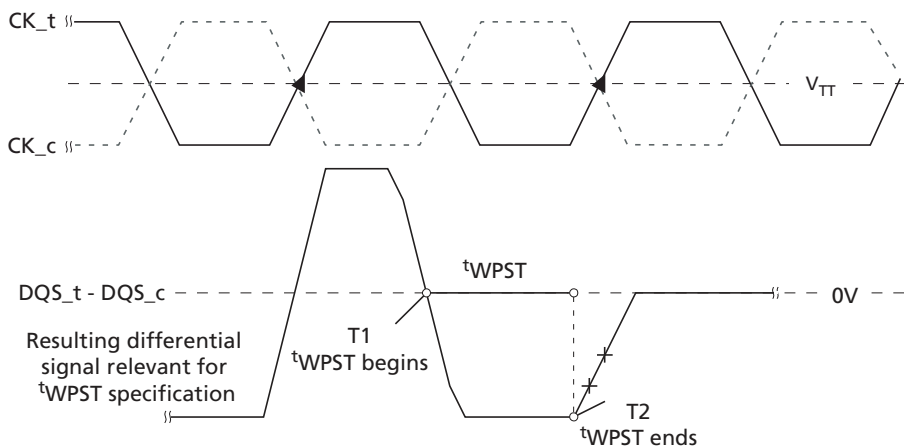 CK_t
V_TT
CK_c
tWPST
DQS_t - DQS_c
0V
T1
tWPST begins
Resulting differential
signal relevant for
tWPST specification
T2
tWPST ends